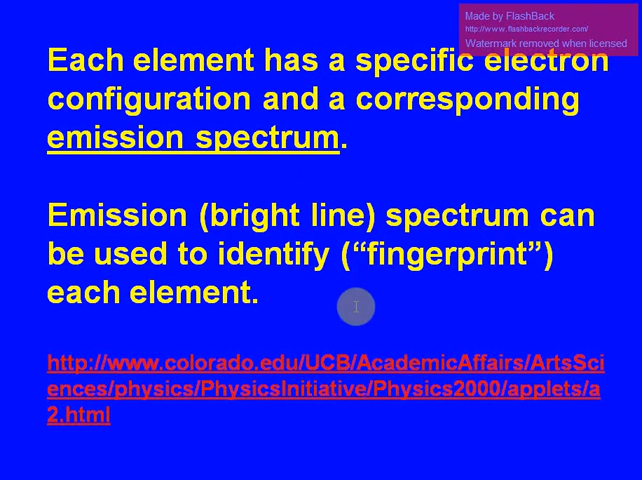 Made by FlashBack
http://www.flashbackrecorder.com/
Watermark removed when licensed
Each element has a specific electron
configuration and a corresponding
emission spectrum.
Emission (bright line) spectrum can
be used to identify (“fingerprint”)
each element.
http://www.colorado.edu/UCB/AcademicAffairs/ArtsSci
ences/physics/PhysicsInitiative/Physics2000/applets/a
2.html